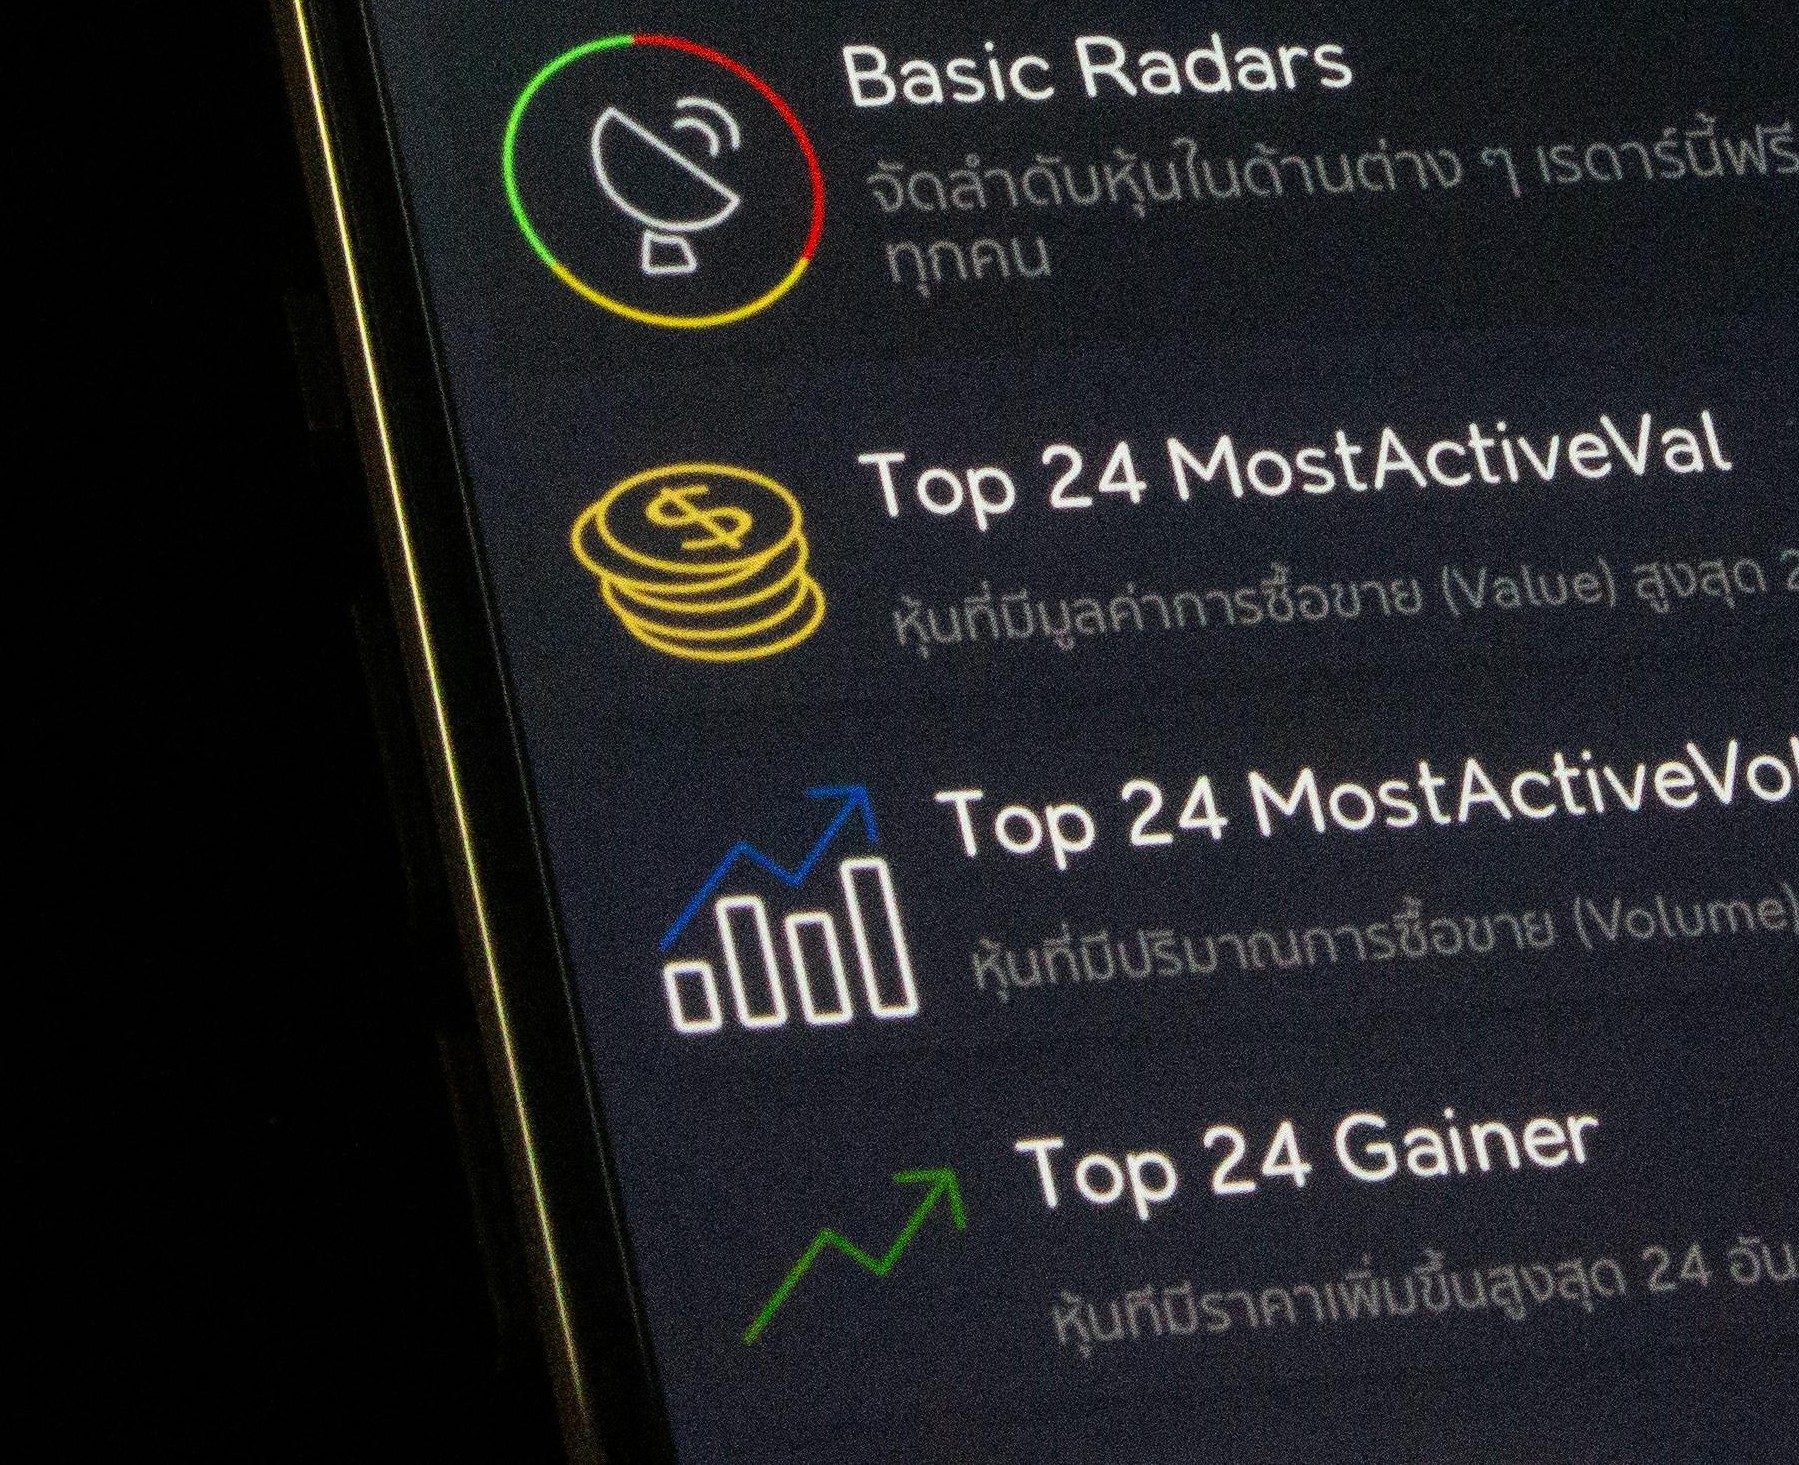 Basic Radars
จัดลำดับหุ้นในด้านต่าง ๆ เรดาร์นี้ฟรี
ทุกคน
Top 24 MostActiveVal
หุ้นที่มีมูลค่าการซื้อขาย (Value) สูงสุด 2
Top 24 MostActiveVol
หุ้นที่มีปริมาณการซื้อขาย (Volume)
Top 24 Gainer
หุ้นที่มีราคาเพิ่มขึ้นสูงสุด 24 อัน